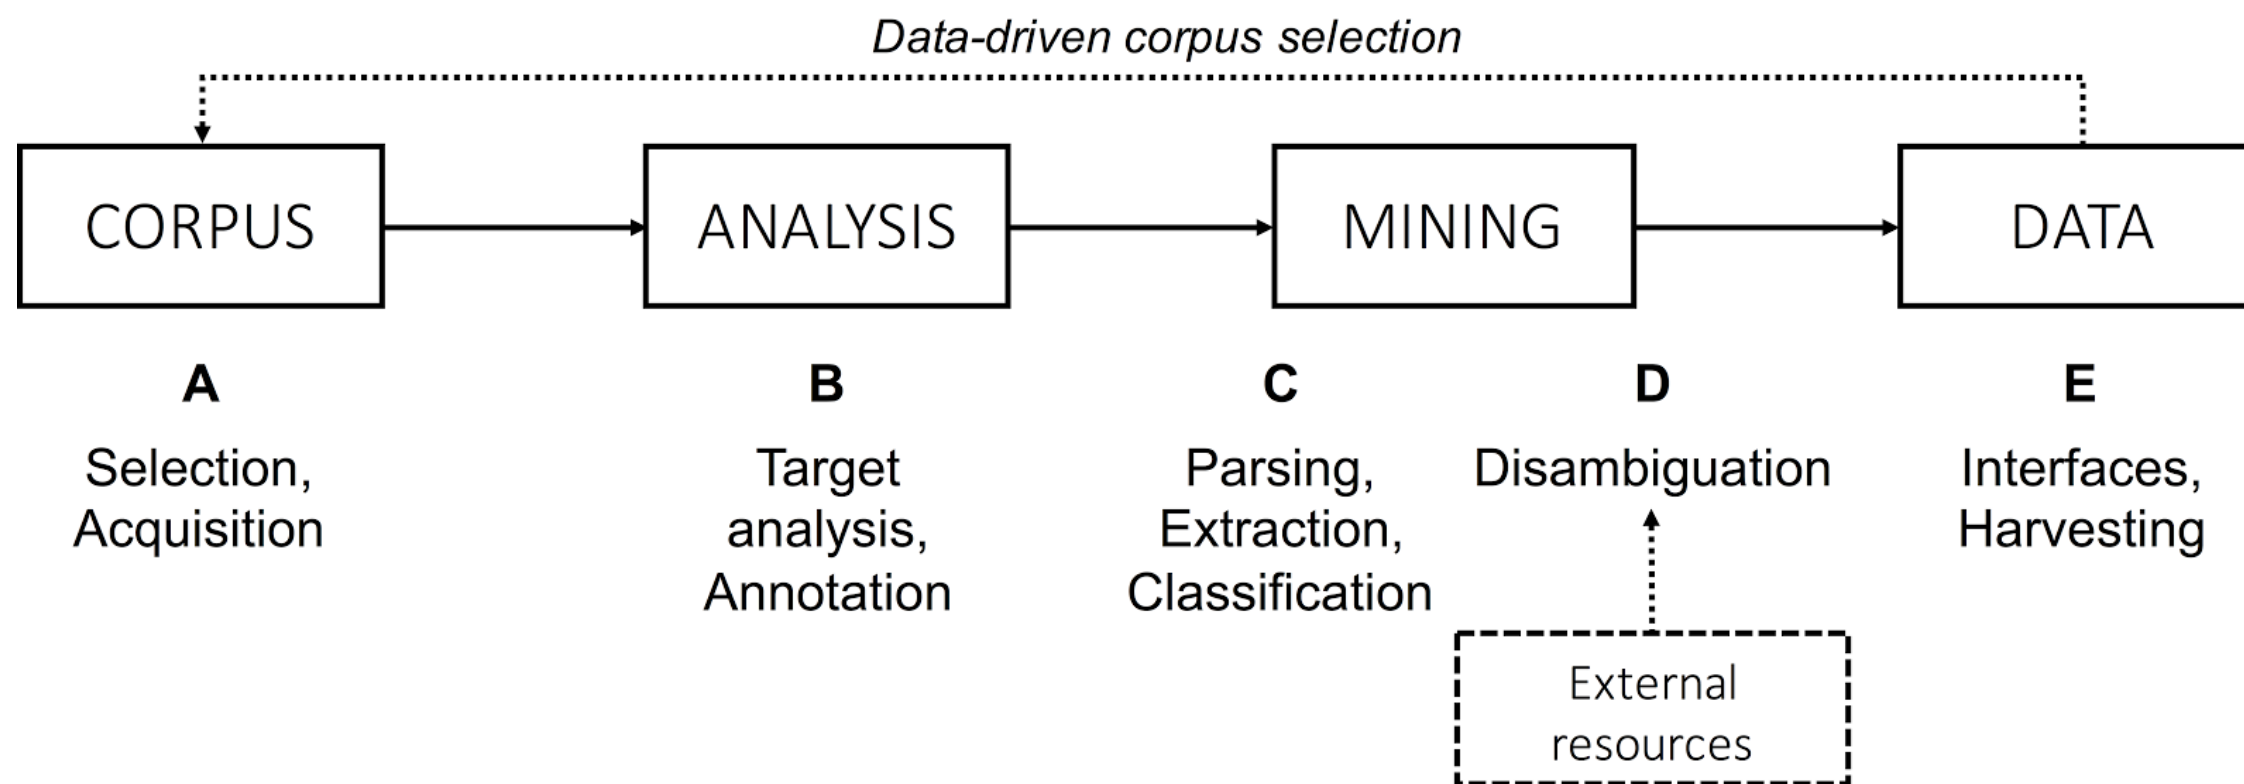 Data-driven corpus selection
CORPUS
ANALYSIS
MINING
DATA
A
B
C
D
E
Selection,
Acquisition
Target
analysis,
Annotation
Parsing,
Extraction,
Classification
Disambiguation
Interfaces,
Harvesting
External
resources